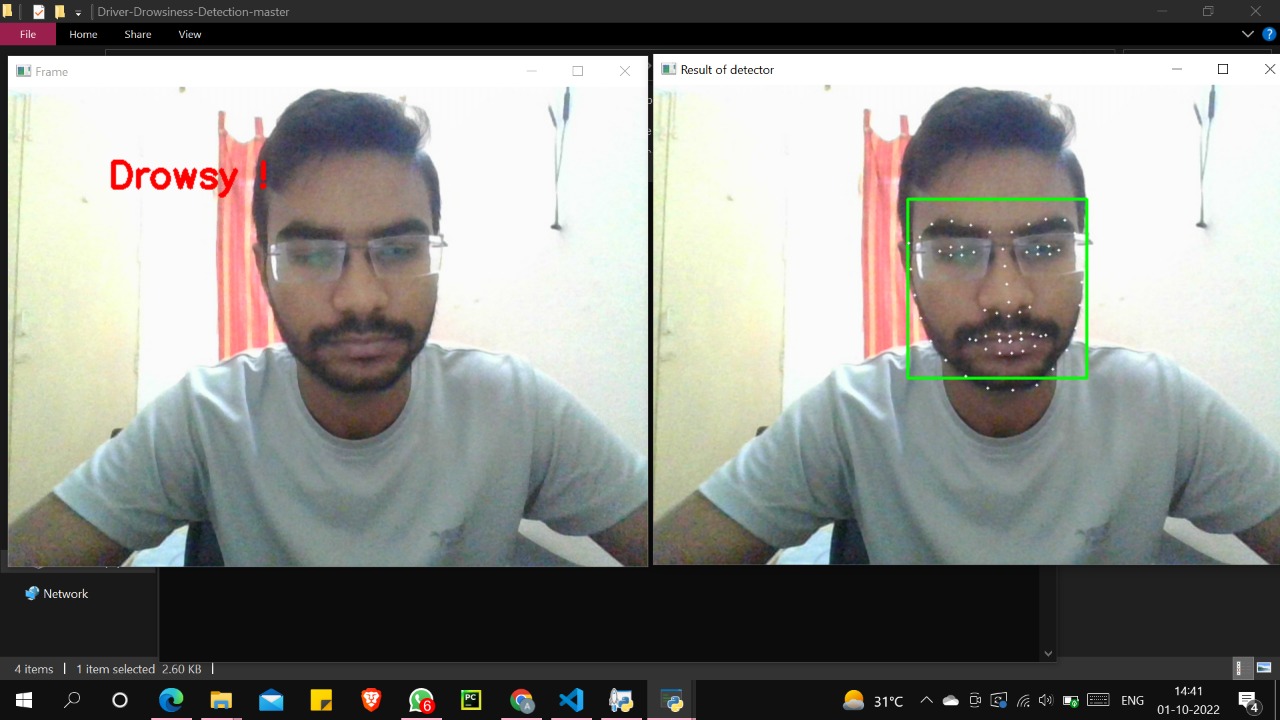 Driver-Drowsiness-Detection-master
File Home Share View
Frame
Result of detector
Drowsy !
Network
4 items 1 item selected 2.60 KB
PC
6
A
31°C
ENG
14:41
01-10-2022
4